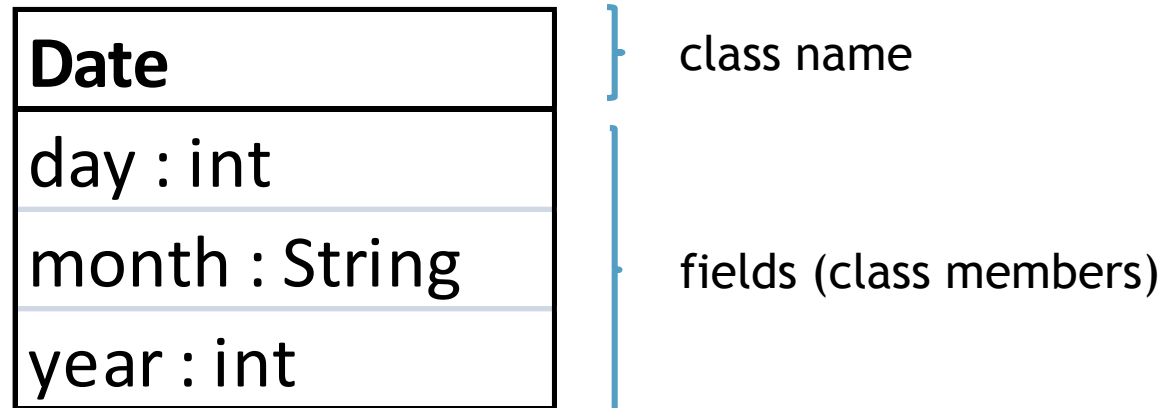 Date
class name
day : int
month : String
fields (class members)
year : int